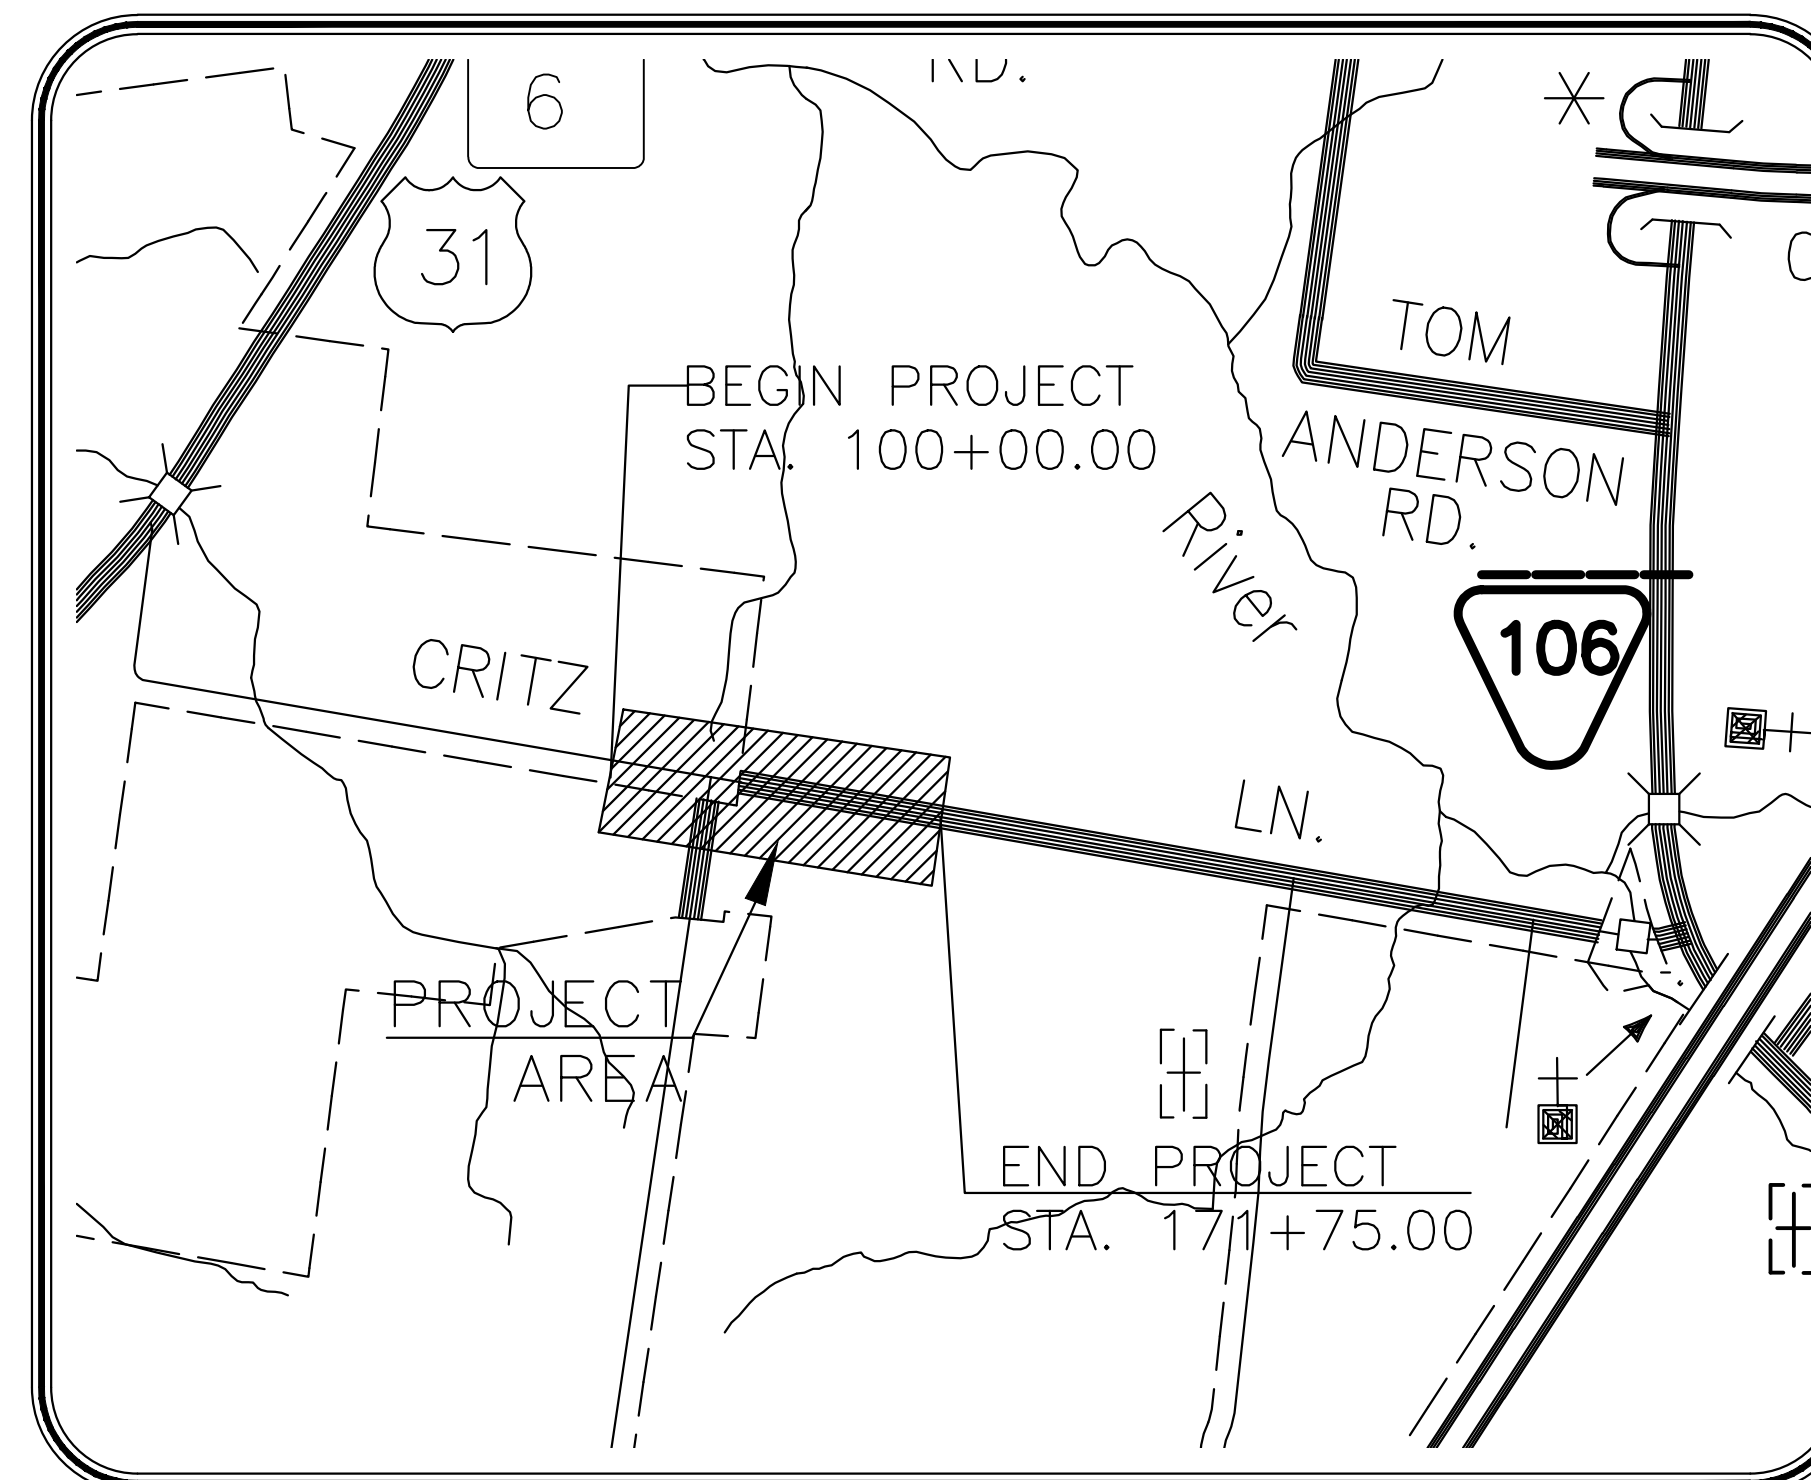 RD.
6
31
TOM
ANDERSON
RD.
BEGIN PROJECT
STA. 100+00.00
River
106
CRITZ
LN.
PROJECT
AREA
END PROJECT
STA. 171+75.00